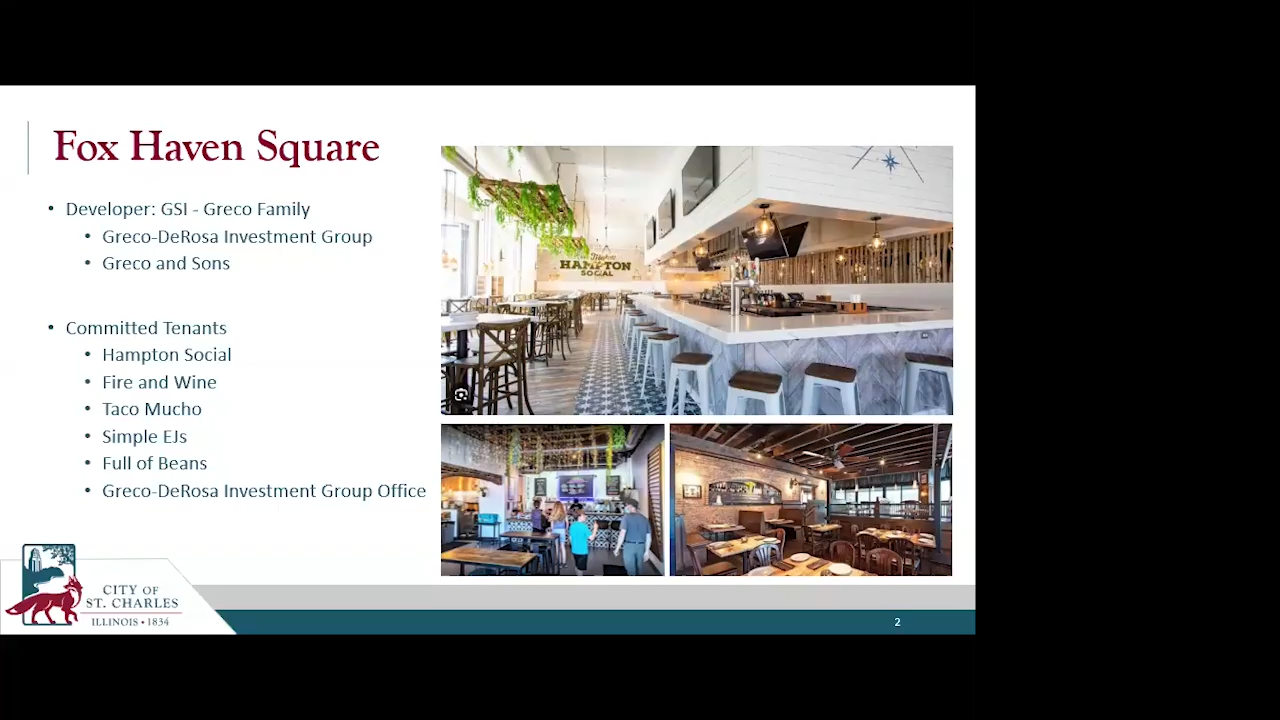 Fox Haven Square
• Developer: GSI - Greco Family
• Greco-DeRosa Investment Group
• Greco and Sons
• Committed Tenants
• Hampton Social
• Fire and Wine
• Taco Mucho
• Simple EJs
• Full of Beans
• Greco-DeRosa Investment Group Office
HAMPTON
SOCIAL
CITY OF
ST. CHARLES
ILLINOIS • 1834
2